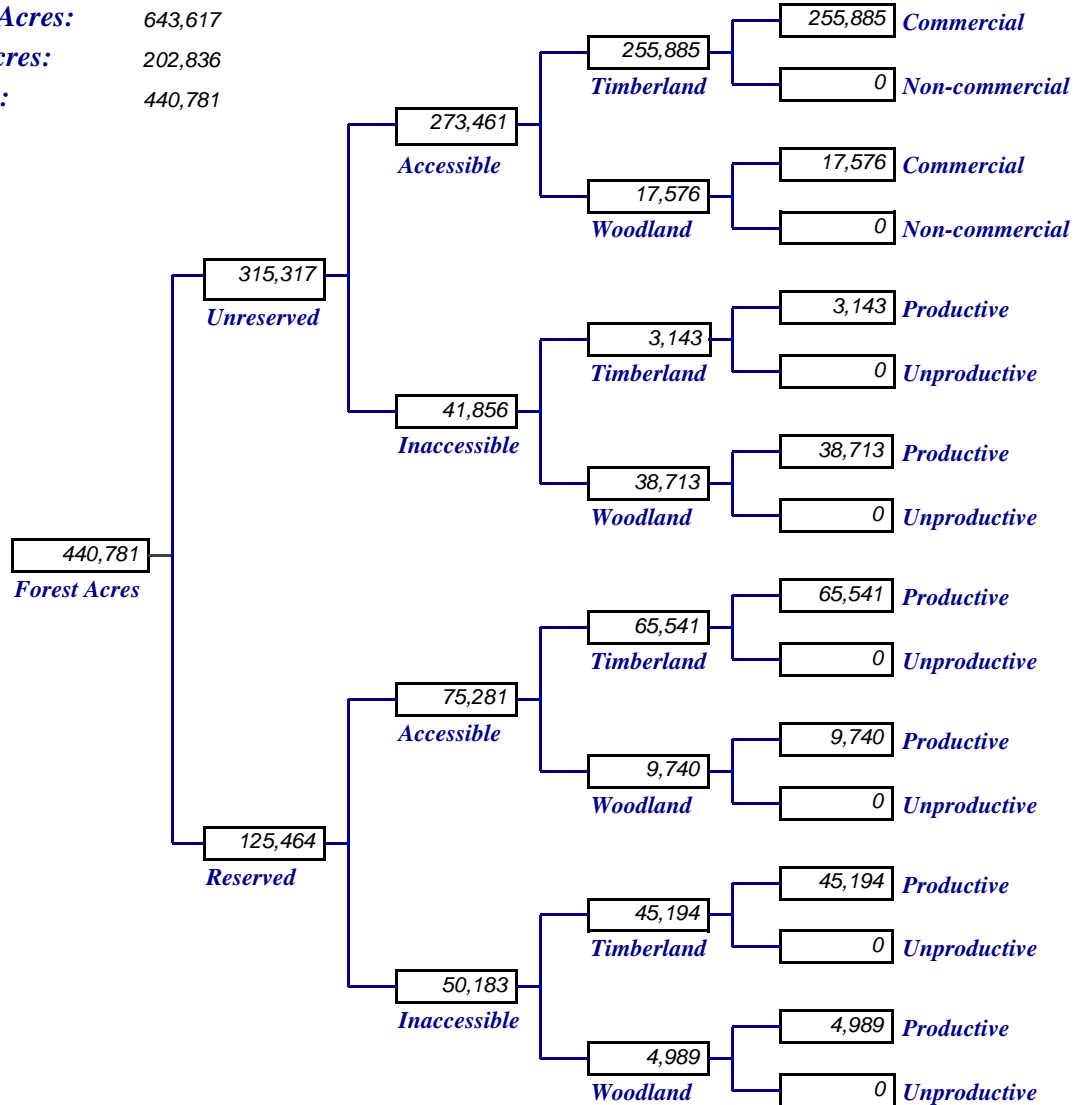 Acres: 643,617
cres: 202,836
: 440,781
440,781
Forest Acres
315,317
Unreserved
273,461
Accessible
255,885
Timberland
255,885 Commercial
0 Non-commercial
17,576
Woodland
17,576 Commercial
0 Non-commercial
41,856
Inaccessible
3,143
Timberland
3,143 Productive
0 Unproductive
38,713
Woodland
38,713 Productive
0 Unproductive
125,464
Reserved
75,281
Accessible
65,541
Timberland
65,541 Productive
0 Unproductive
9,740
Woodland
9,740 Productive
0 Unproductive
50,183
Inaccessible
45,194
Timberland
45,194 Productive
0 Unproductive
4,989
Woodland
4,989 Productive
0 Unproductive